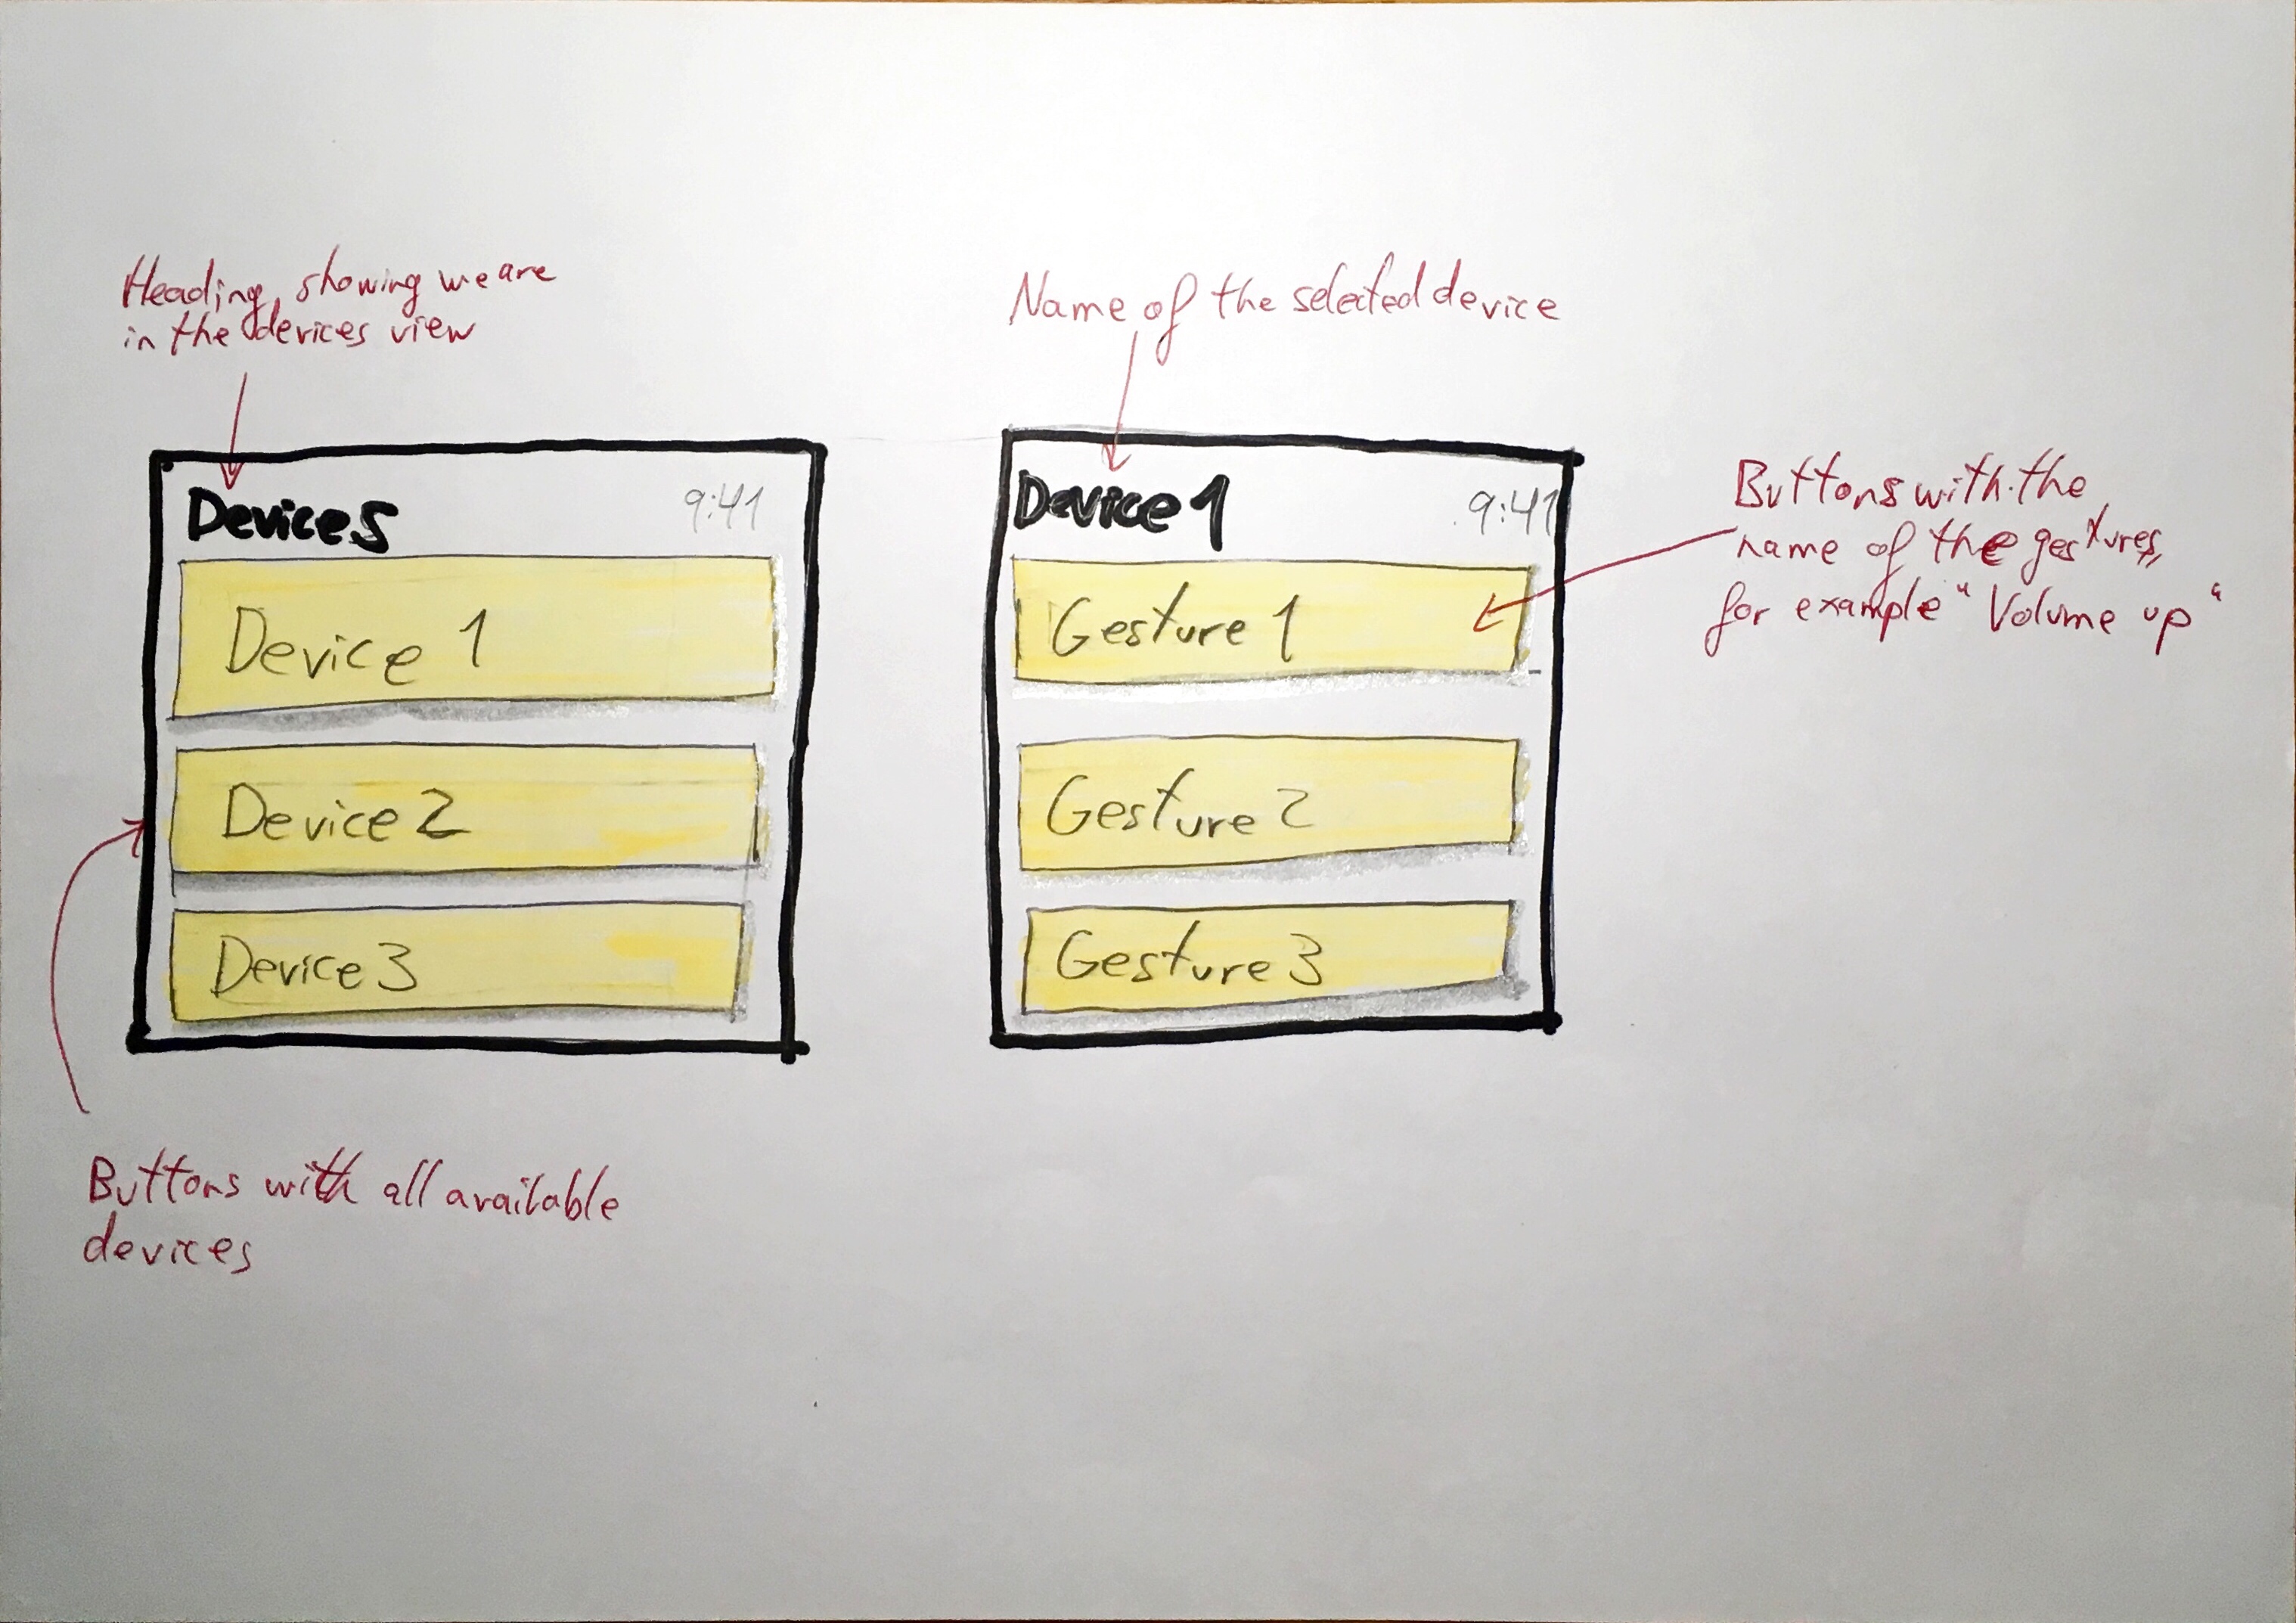 Heading, showing we are
in the devices view
Devices 9:41
Device 1
Device 2
Device 3
Buttons with all available
devices
Name of the selected device
Device 1 9:41
Gesture 1
Gesture 2
Gesture 3
Buttons with the
name of the gestures,
for example "Volume up"